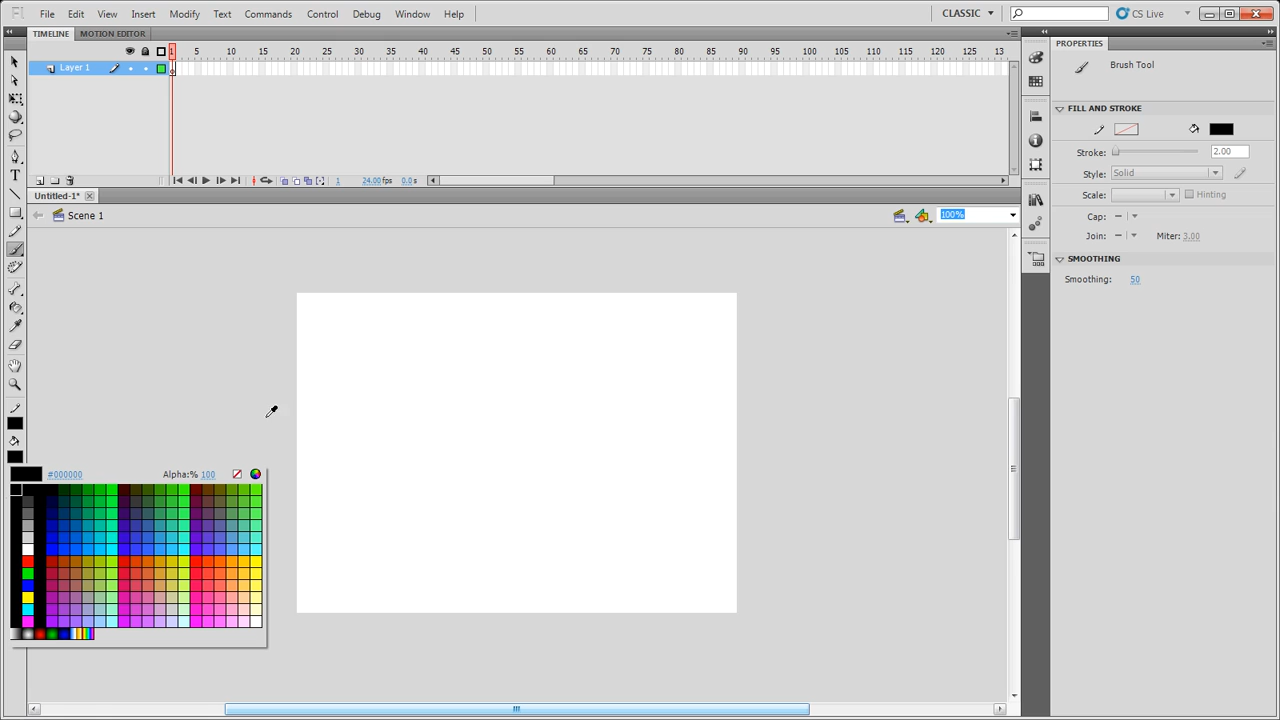 Fl File Edit View Insert Modify Text Commands Control Debug Window Help CLASSIC CS Live
TIMELINE MOTION EDITOR
1 5 10 15 20 25 30 35 40 45 50 55 60 65 70 75 80 85 90 95 100 105 110 115 120 125 13
Layer 1
1 24.00 fps 0.0 s
Untitled-1*
Scene 1 100%
#000000 Alpha:% 100
PROPERTIES
Brush Tool
FILL AND STROKE
Stroke: 2.00
Style: Solid
Scale: Hinting
Cap:
Join: Miter: 3.00
SMOOTHING
Smoothing: 50